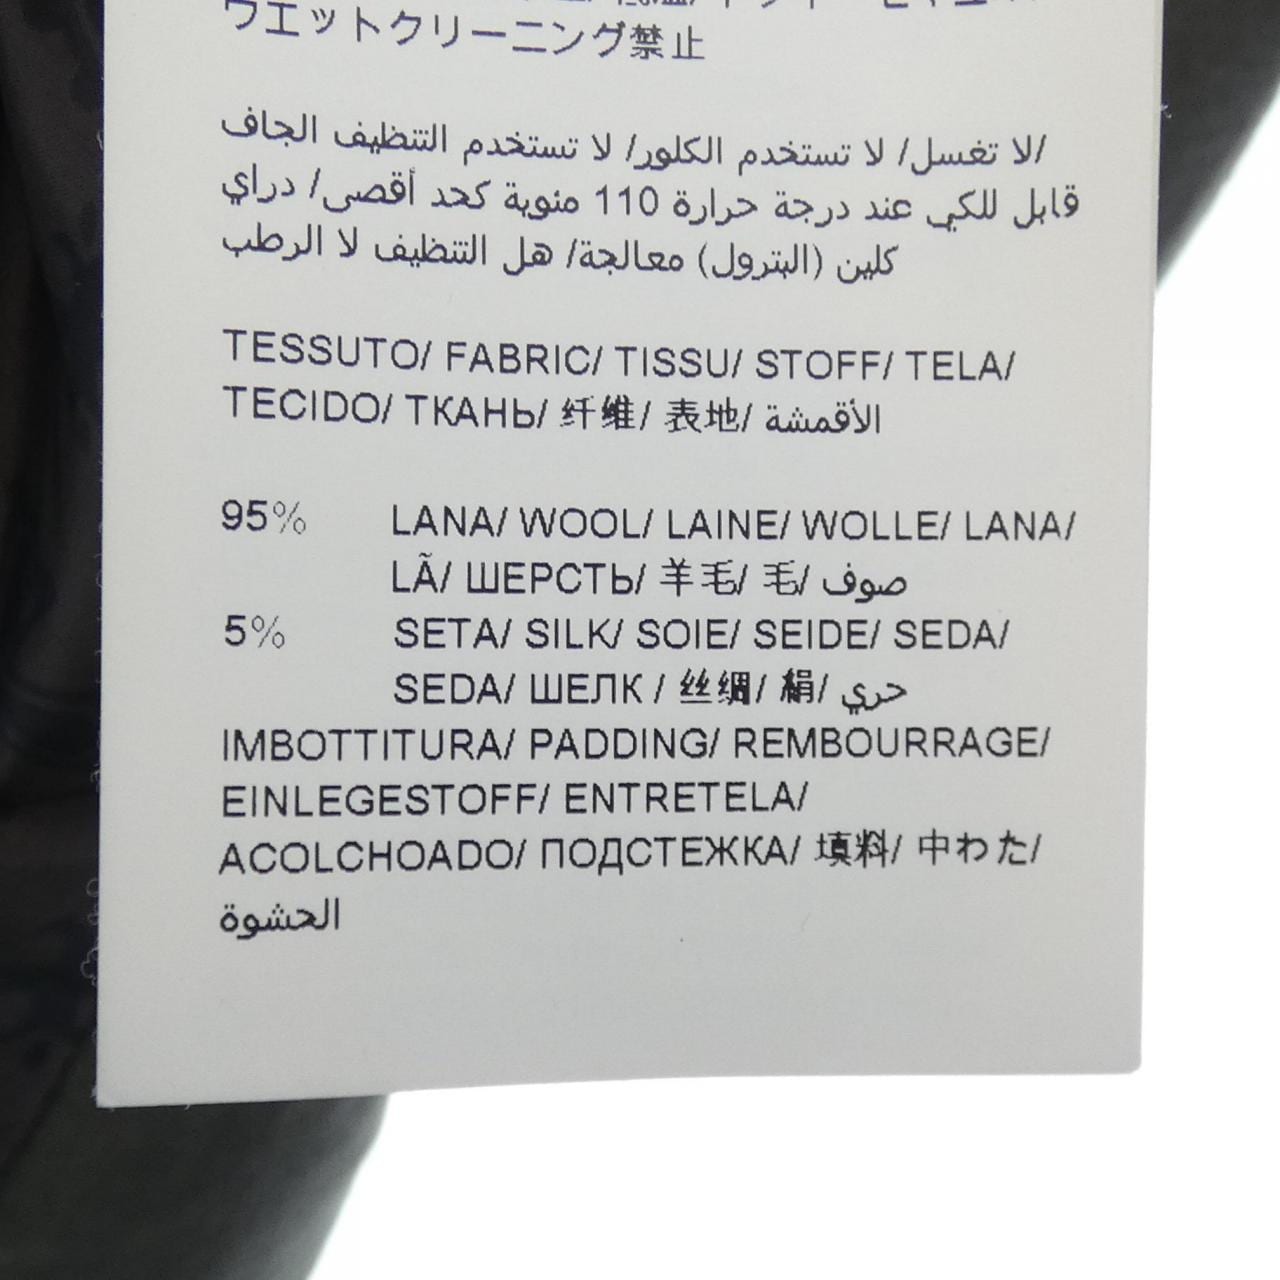 ウエットクリーニング禁止
لا تغسل/ لا تستخدم الكلور/ لا تستخدم التنظيف الجاف/
قابل للكي عند درجة حرارة 110 مئوية كحد أقصى/ دراي
كلين (البترول) معالجة/ هل التنظيف لا الرطب
TESSUTO/ FABRIC/ TISSU/ STOFF/ TELA/
TECIDO/ ТКАНЬ/ 纤维/ 表地/ الأقمشة
95% LANA/ WOOL/ LAINE/ WOLLE/ LANA/
LÃ/ ШЕРСТЬ/ 羊毛/ 毛/ صوف
5% SETA/ SILK/ SOIE/ SEIDE/ SEDA/
SEDA/ ШЕЛК / 丝绸/ 絹/ حري
IMBOTTITURA/ PADDING/ REMBOURRAGE/
EINLEGESTOFF/ ENTRETELA/
ACOLCHOADO/ ПОДСТЕЖКА/ 填料/ 中わた/
الحشوة